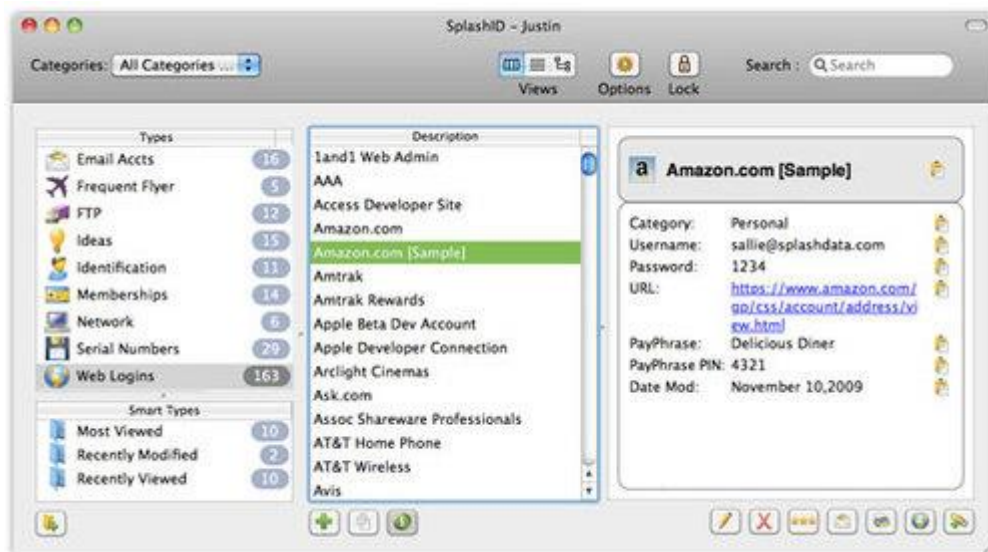 SplashID - Justin
Categories: All Categories ...
Views
Options
Lock
Search :
Search
Types
Email Accts 16
Frequent Flyer 5
FTP 12
Ideas 15
Identification 11
Memberships 14
Network 6
Serial Numbers 29
Web Logins 163
Smart Types
Most Viewed 10
Recently Modified 2
Recently Viewed 10
Description
1and1 Web Admin
AAA
Access Developer Site
Amazon.com
Amazon.com [Sample]
Amtrak
Amtrak Rewards
Apple Beta Dev Account
Apple Developer Connection
Arclight Cinemas
Ask.com
Assoc Shareware Professionals
AT&T Home Phone
AT&T Wireless
Avis
a Amazon.com [Sample]
Category: Personal
Username: sallie@splashdata.com
Password: 1234
URL: https://www.amazon.com/
gp/css/account/address/vi
ew.html
PayPhrase: Delicious Diner
PayPhrase PIN: 4321
Date Mod: November 10,2009